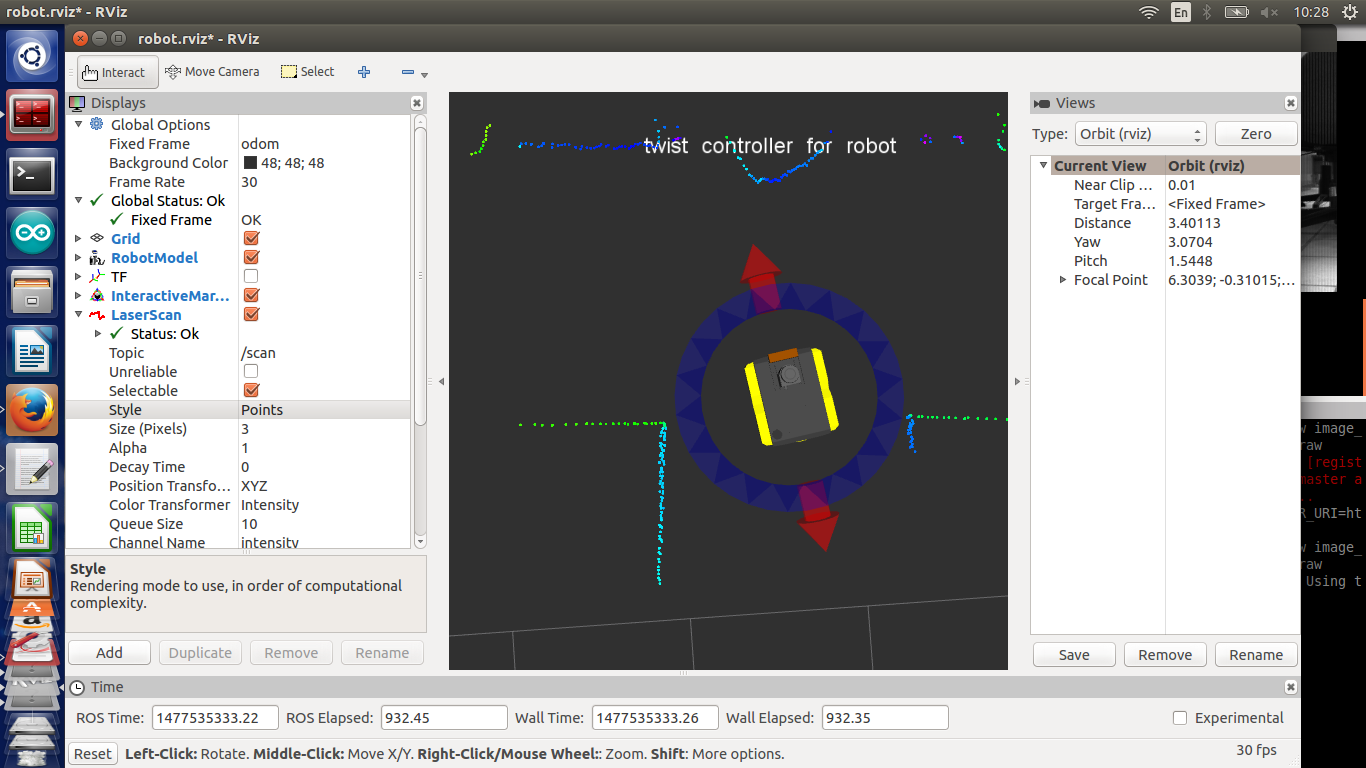 robot.rviz* - RViz
En
10:28
robot.rviz* - RViz
Interact
Move Camera
Select
Displays
Global Options
Fixed Frame odom
Background Color 48; 48; 48
Frame Rate 30
Global Status: Ok
Fixed Frame OK
Grid
RobotModel
TF
InteractiveMar...
LaserScan
Status: Ok
Topic /scan
Unreliable
Selectable
Style Points
Size (Pixels) 3
Alpha 1
Decay Time 0
Position Transfo... XYZ
Color Transformer Intensity
Queue Size 10
Channel Name intensity
Style
Rendering mode to use, in order of computational
complexity.
Add Duplicate Remove Rename
twist controller for robot
Views
Type: Orbit (rviz) Zero
Current View Orbit (rviz)
Near Clip ... 0.01
Target Fra... <Fixed Frame>
Distance 3.40113
Yaw 3.0704
Pitch 1.5448
Focal Point 6.3039; -0.31015;...
Save Remove Rename
w image_
raw
[regist
master a
..
R_URI=ht
w image_
raw
Using t
Time
ROS Time: 1477535333.22 ROS Elapsed: 932.45 Wall Time: 1477535333.26 Wall Elapsed: 932.35 Experimental
Reset Left-Click: Rotate. Middle-Click: Move X/Y. Right-Click/Mouse Wheel:: Zoom. Shift: More options. 30 fps